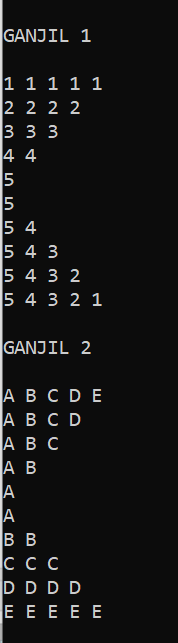 GANJIL 1
1 1 1 1 1
2 2 2 2
3 3 3
4 4
5
5
5 4
5 4 3
5 4 3 2
5 4 3 2 1
GANJIL 2
A B C D E
A B C D
A B C
A B
A
A
B B
C C C
D D D D
E E E E E